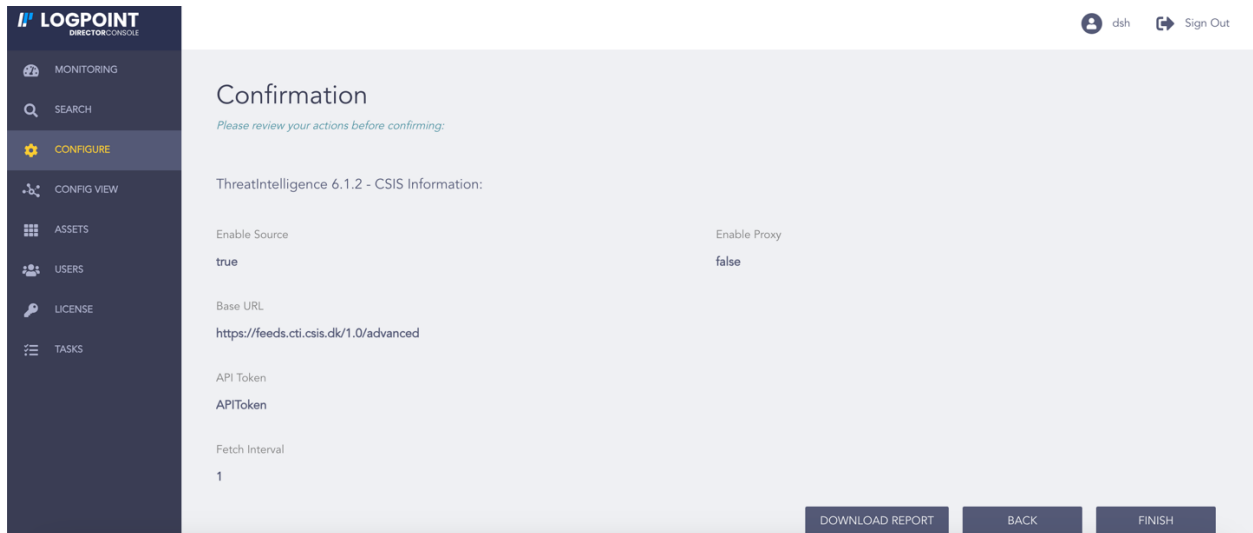 LOGPOINT
DIRECTORCONSOLE
dsh
Sign Out
MONITORING
SEARCH
CONFIGURE
CONFIG VIEW
ASSETS
USERS
LICENSE
TASKS
Confirmation
Please review your actions before confirming:
ThreatIntelligence 6.1.2 - CSIS Information:
Enable Source
Enable Proxy
true
false
Base URL
https://feeds.cti.csis.dk/1.0/advanced
API Token
APIToken
Fetch Interval
1
DOWNLOAD REPORT
BACK
FINISH